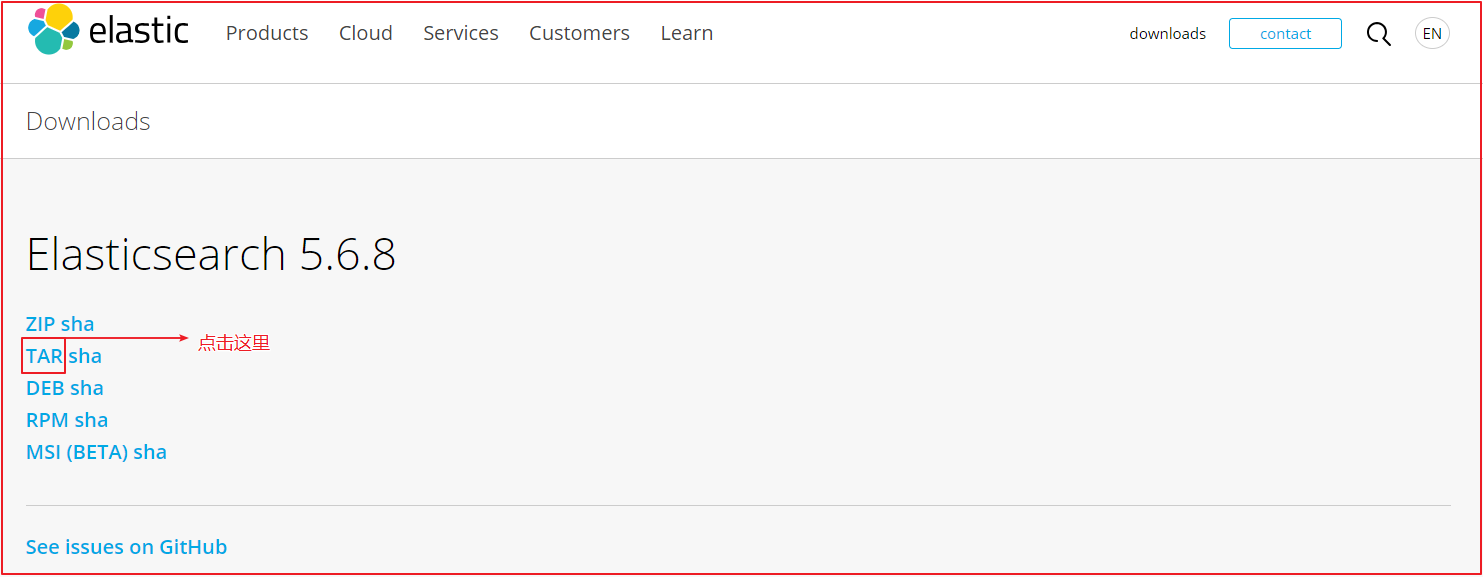 elastic Products Cloud Services Customers Learn downloads contact EN
Downloads
Elasticsearch 5.6.8
ZIP sha
点击这里
TAR sha
DEB sha
RPM sha
MSI (BETA) sha
See issues on GitHub